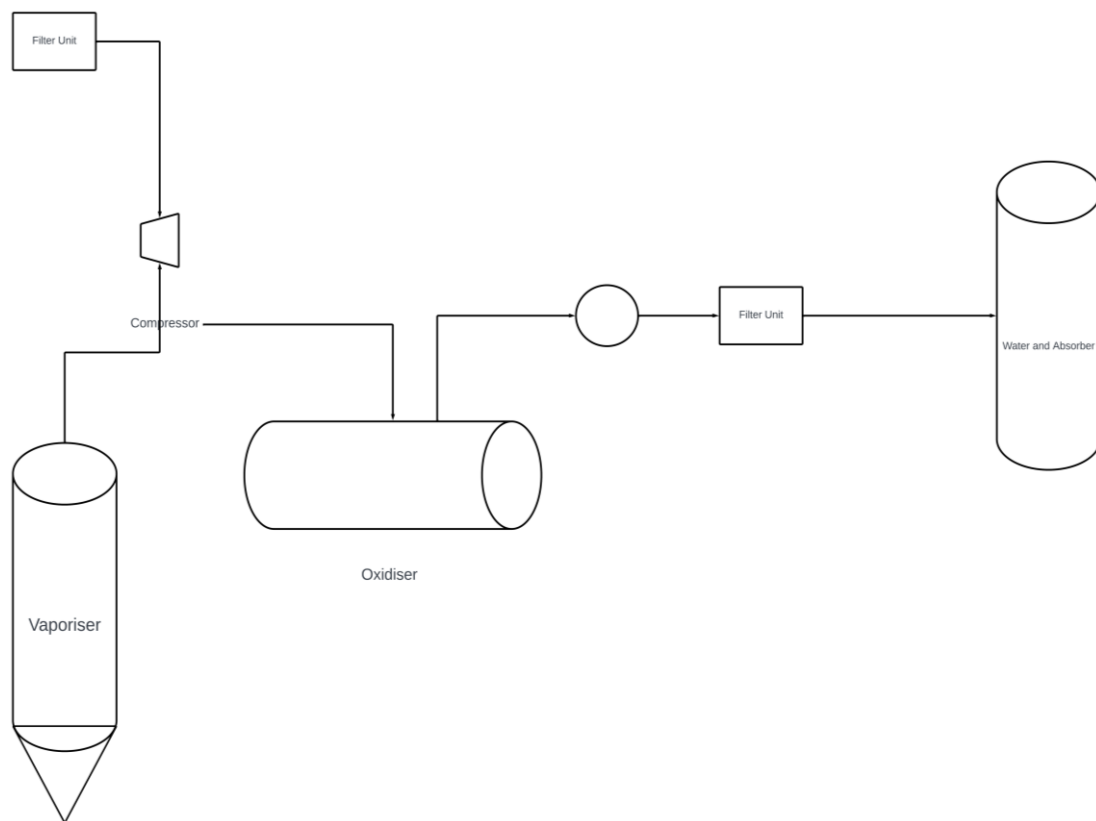 Filter Unit
Compressor
Filter Unit
Water and Absorber
Oxidiser
Vaporiser